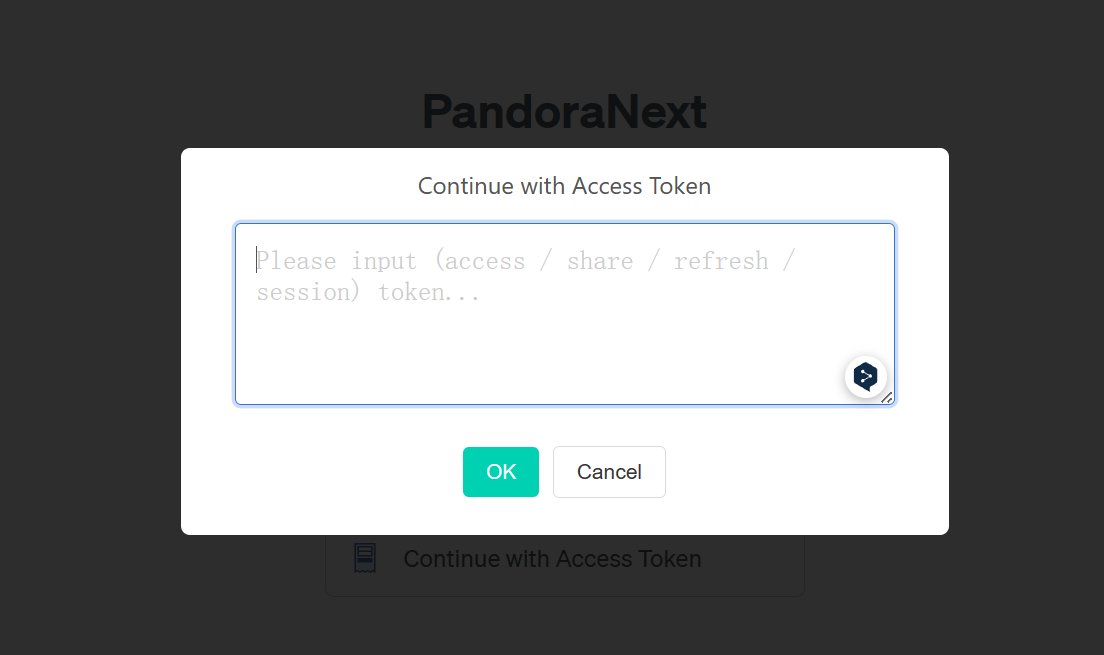 PandoraNext
Continue with Access Token
Please input (access / share / refresh /
session) token...
OK
Cancel
Continue with Access Token